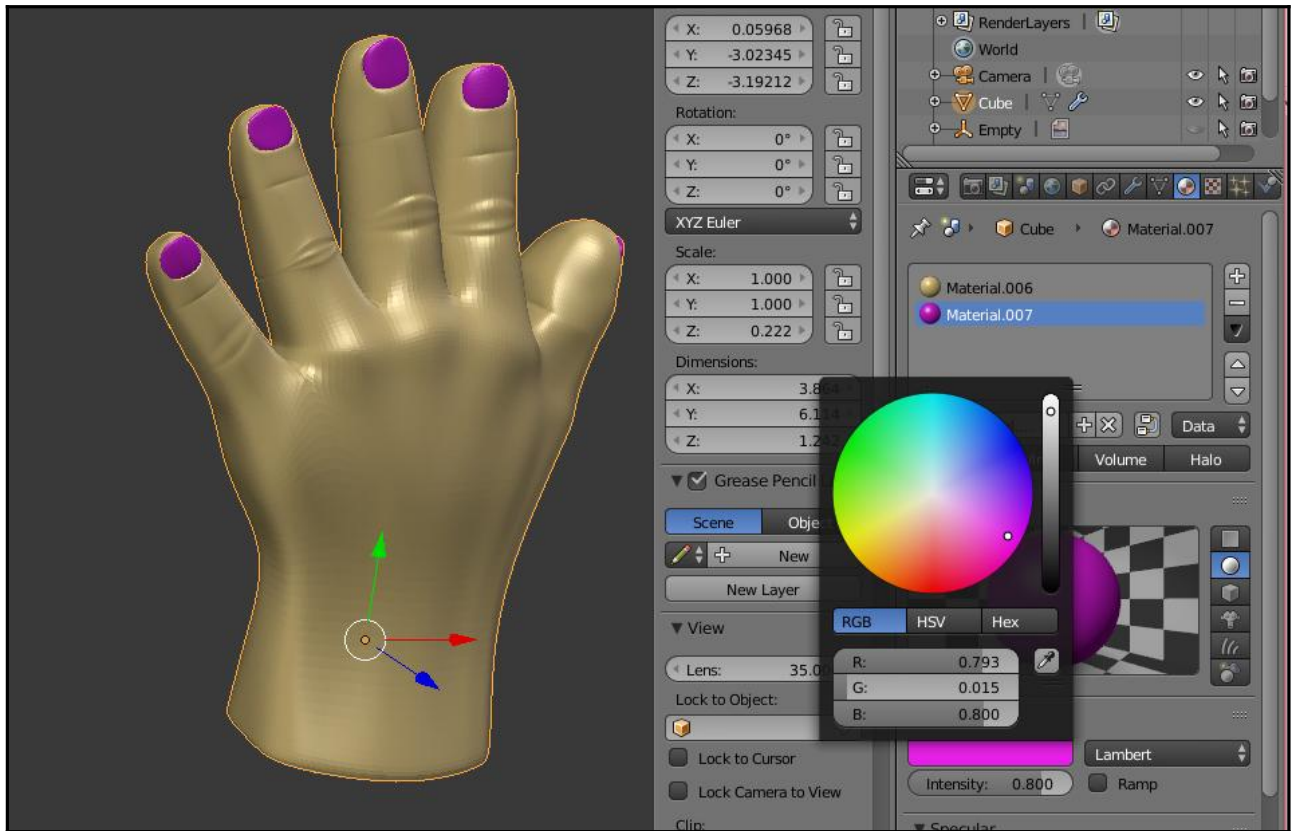 X: 0.05968
Y: -3.02345
Z: -3.19212
Rotation:
X: 0°
Y: 0°
Z: 0°
XYZ Euler
Scale:
X: 1.000
Y: 1.000
Z: 0.222
Dimensions:
X:
Y:
Z:
Grease Pencil
Scene
New
New Layer
View
Lens:
Lock to Object:
Lock to Cursor
Lock Camera to View
Clip:
RenderLayers
World
Camera
Cube
Empty
Cube Material.007
Material.006
Material.007
Data
Volume Halo
RGB HSV Hex
R: 0.793
G: 0.015
B: 0.800
Lambert
Intensity: 0.800 Ramp
Specular